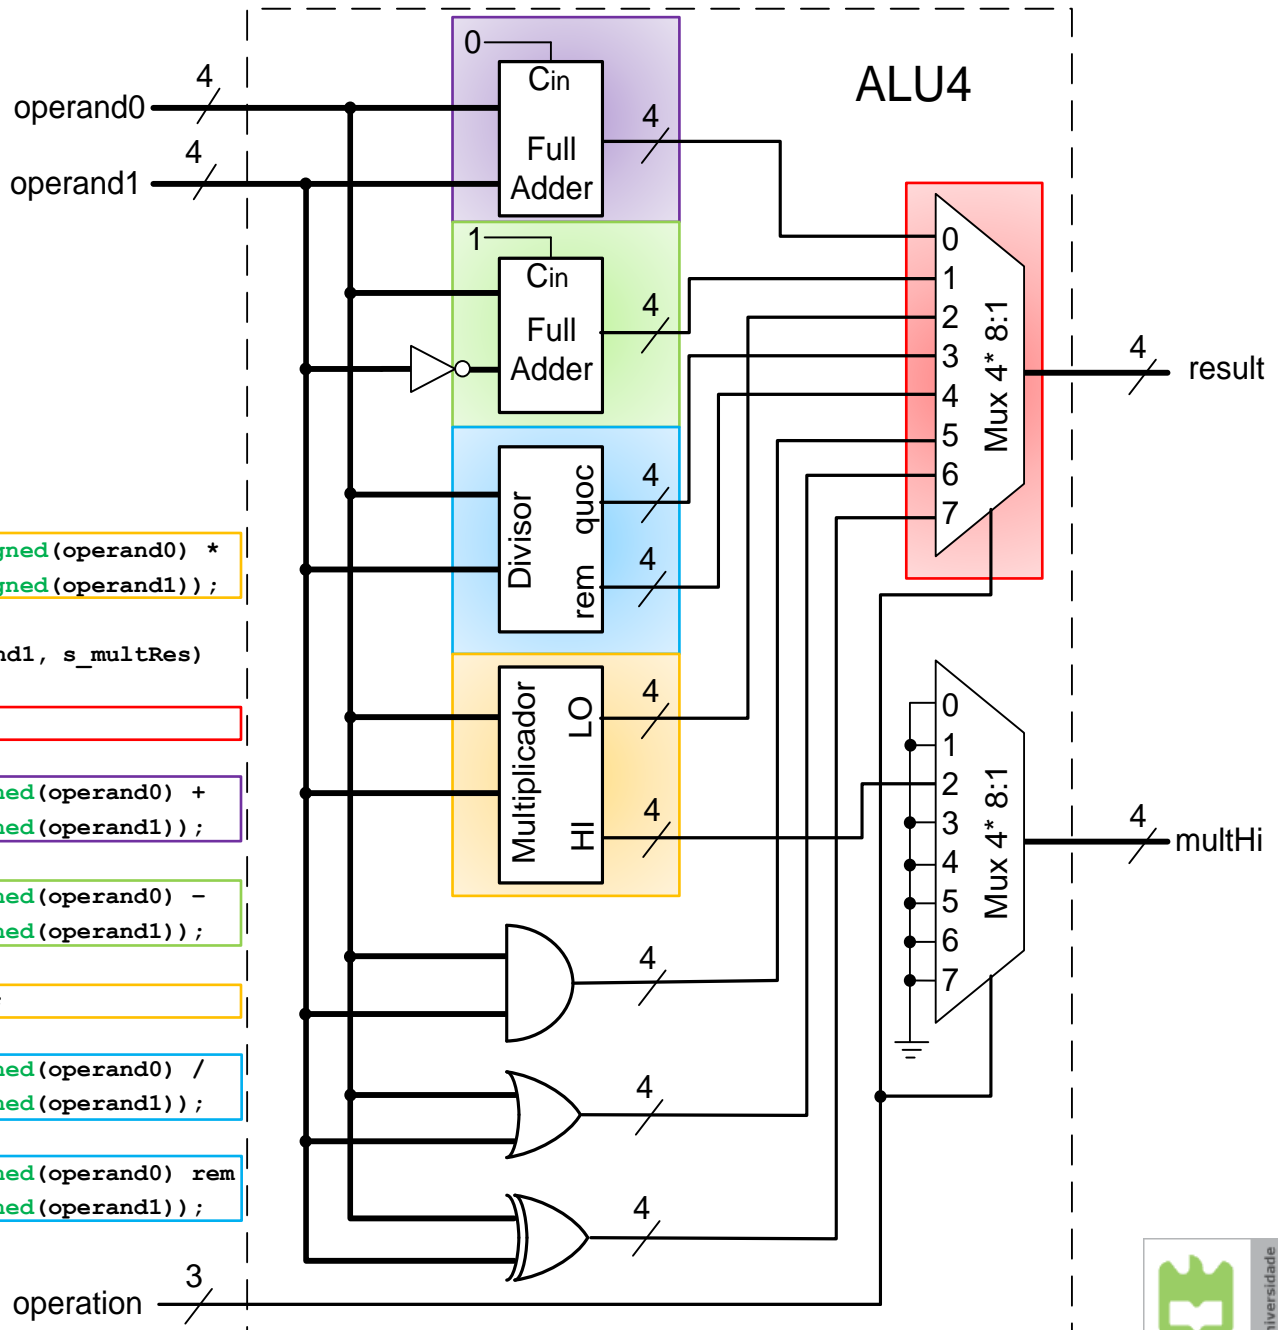 ALU4
operand0
4
operand1
4
0
Cin
Full
Adder
4
1
Cin
Full
Adder
4
Divisor
quoc
4
rem
4
Multiplicador
LO
4
HI
4
4
4
4
0
1
2
3
4
5
6
7
Mux 4* 8:1
4
result
0
1
2
3
4
5
6
7
Mux 4* 8:1
4
multHi
gned(operand0) *
gned(operand1));
nd1, s_multRes)
ned(operand0) +
ned(operand1));
ned(operand0) -
ned(operand1));
ned(operand0) /
ned(operand1));
ned(operand0) rem
ned(operand1));
operation
3
niversidade